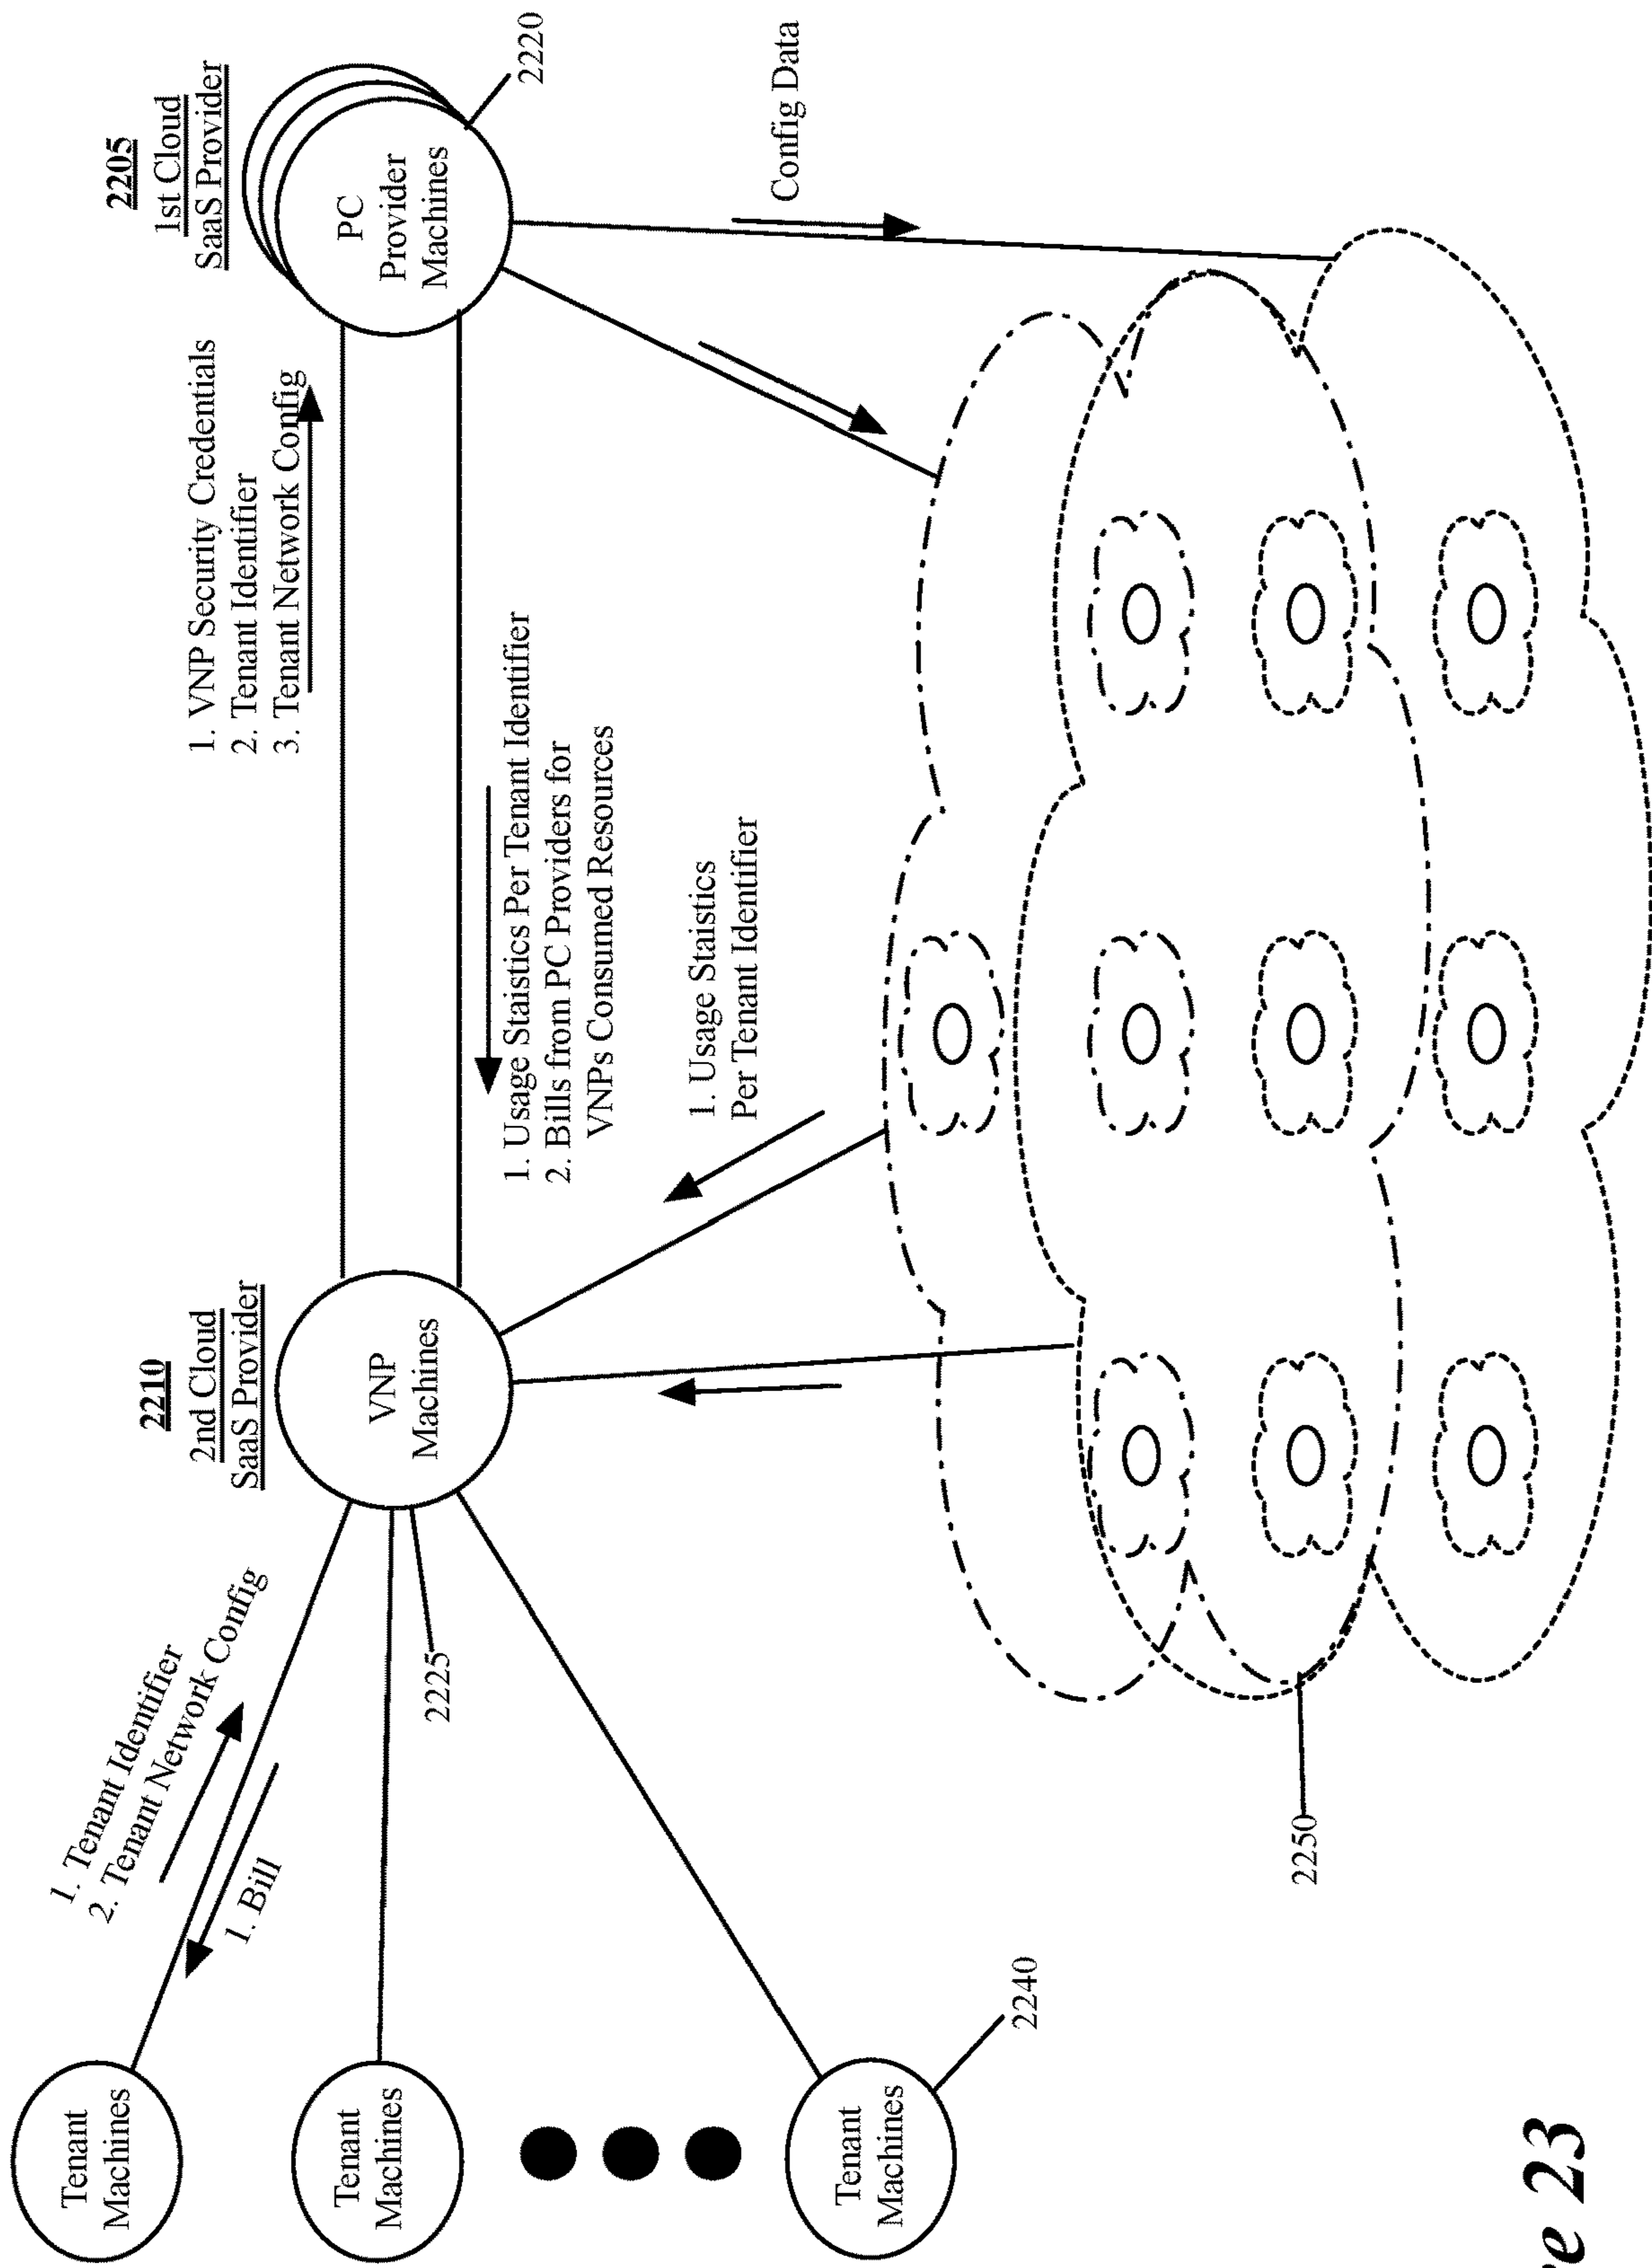 1. Tenant Identifier
2. Tenant Network Config
1. Bill
Tenant
Machines
Tenant
Machines
Tenant
Machines
2240
2225
2210
2nd Cloud
SaaS Provider
VNP
Machines
1. VNP Security Credentials
2. Tenant Identifier
3. Tenant Network Config
1. Usage Staistics Per Tenant Identifier
2. Bills from PC Providers for
VNPs Consumed Resources
1. Usage Staistics
Per Tenant Identifier
2205
1st Cloud
SaaS Provider
PC
Provider
Machines
2220
Config Data
2250
23